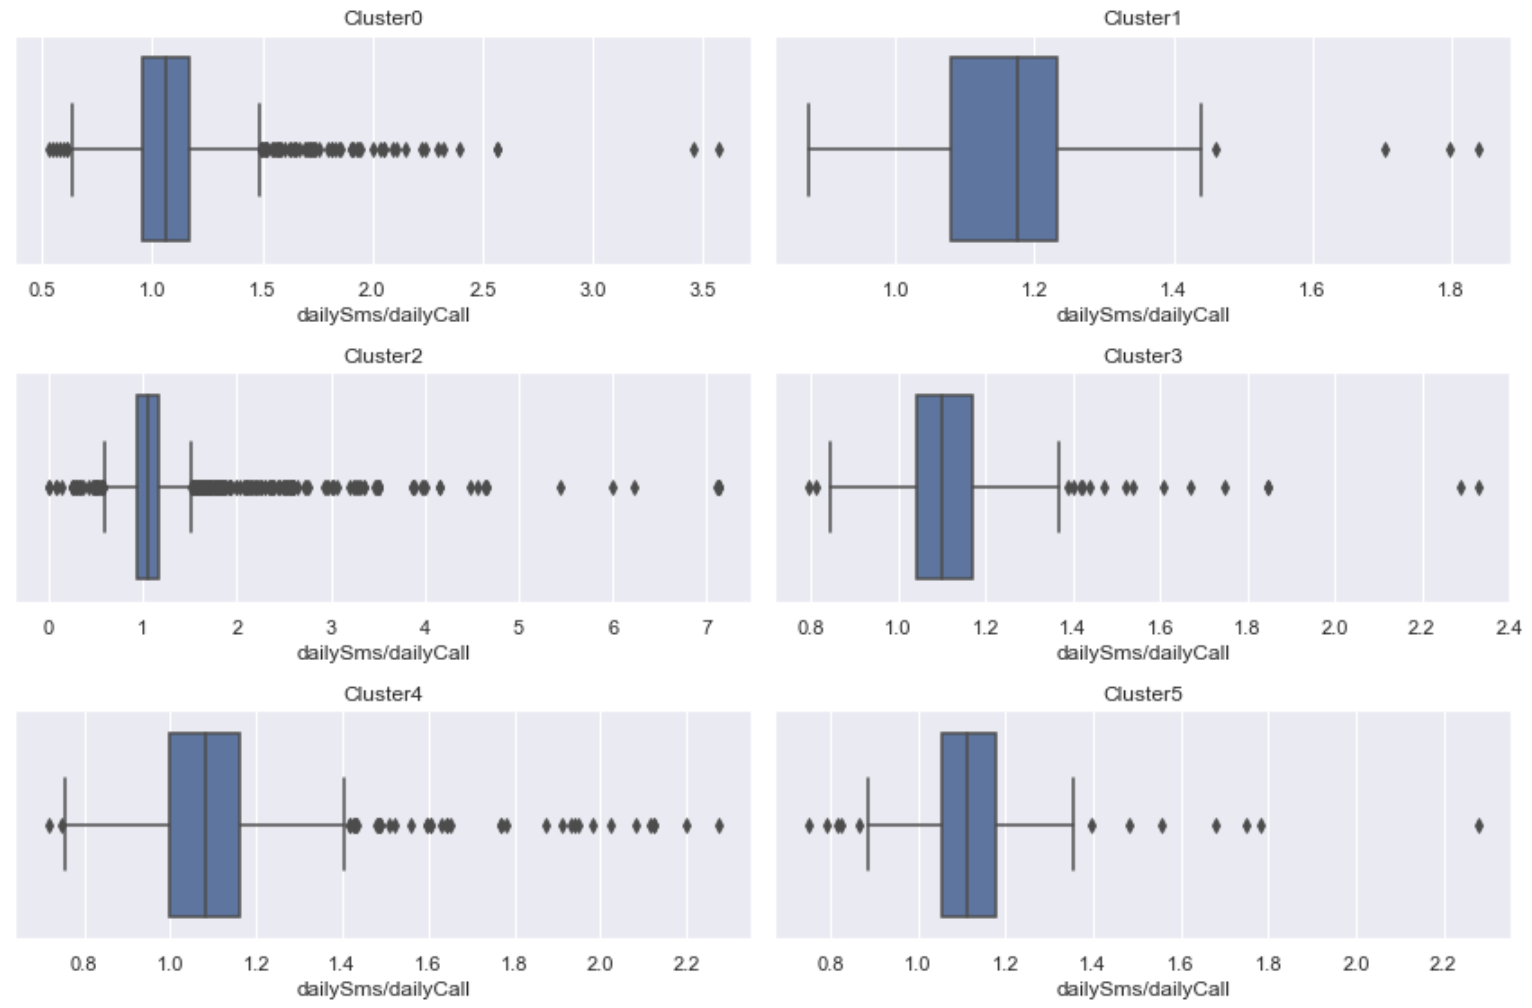 Cluster0
0.5 1.0 1.5 2.0 2.5 3.0 3.5
dailySms/dailyCall
Cluster1
1.0 1.2 1.4 1.6 1.8
dailySms/dailyCall
Cluster2
0 1 2 3 4 5 6 7
dailySms/dailyCall
Cluster3
0.8 1.0 1.2 1.4 1.6 1.8 2.0 2.2 2.4
dailySms/dailyCall
Cluster4
0.8 1.0 1.2 1.4 1.6 1.8 2.0 2.2
dailySms/dailyCall
Cluster5
0.8 1.0 1.2 1.4 1.6 1.8 2.0 2.2
dailySms/dailyCall